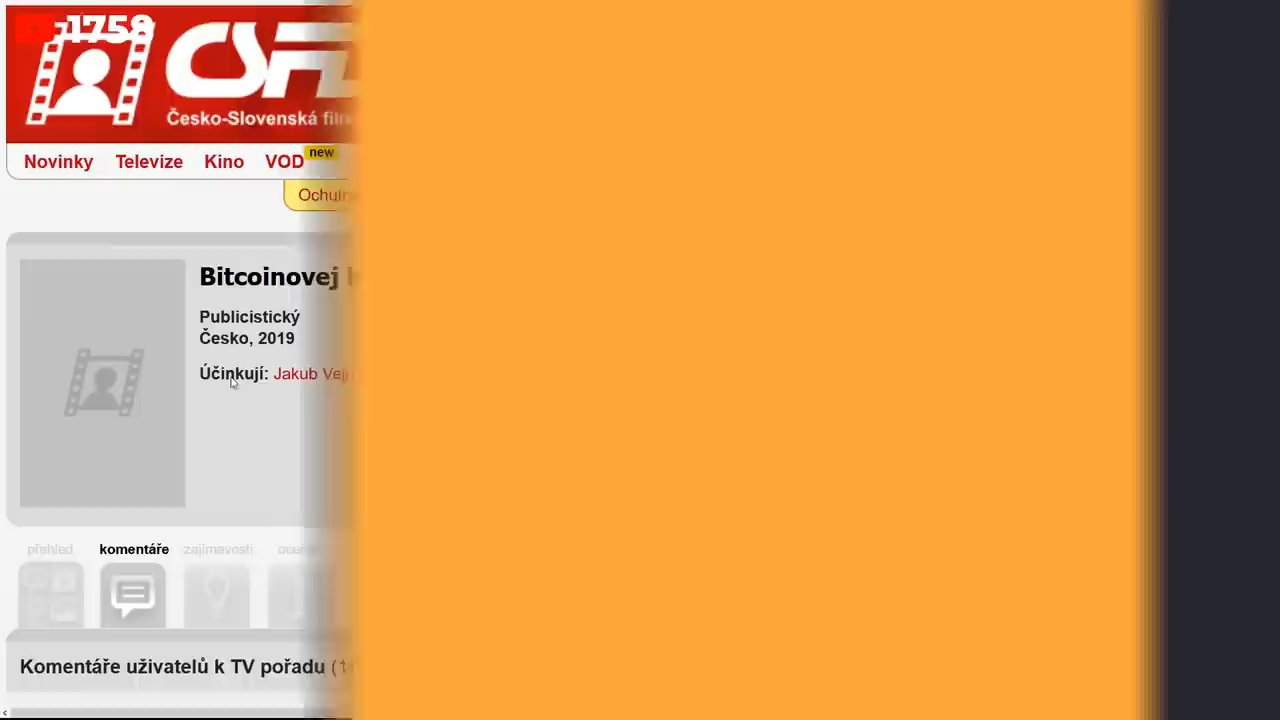 1758
Česko-Slovenská
Novinky Televize Kino VOD new
Bitcoinovej
Publicistický
Česko, 2019
Účinkují: Jakub
přehled komentáře zajímavosti
Komentáře uživatelů k TV pořadu